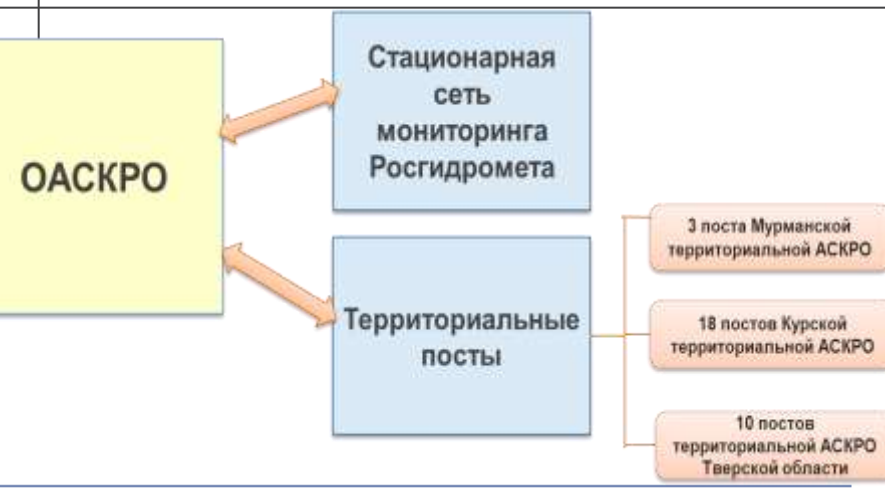 ОАСКРО
Стационарная
сеть
мониторинга
Росгидромета
Территориальные
посты
3 поста Мурманской
территориальной АСКРО
18 постов Курской
территориальной АСКРО
10 постов
территориальной АСКРО
Тверской области